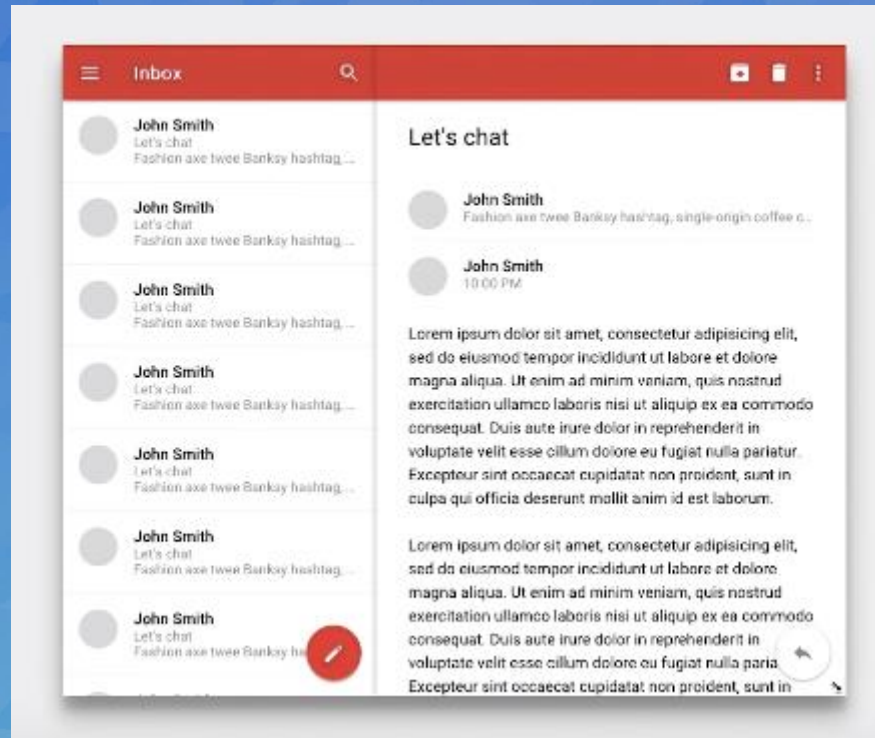 Inbox
John Smith
Let's chat
Fashion axe twee Banksy hashtag, ...
John Smith
Let's chat
Fashion axe twee Banksy hashtag, ...
John Smith
Let's chat
Fashion axe twee Banksy hashtag, ...
John Smith
Let's chat
Fashion axe twee Banksy hashtag, ...
John Smith
Let's chat
Fashion axe twee Banksy hashtag, ...
John Smith
Let's chat
Fashion axe twee Banksy hashtag, ...
John Smith
Let's chat
Fashion axe twee Banksy ha
Let's chat
John Smith
Fashion axe twee Banksy hashtag, single-origin coffee c...
John Smith
10:00 PM
Lorem ipsum dolor sit amet, consectetur adipisicing elit,
sed do eiusmod tempor incididunt ut labore et dolore
magna aliqua. Ut enim ad minim veniam, quis nostrud
exercitation ullamco laboris nisi ut aliquip ex ea commodo
consequat. Duis aute irure dolor in reprehenderit in
voluptate velit esse cillum dolore eu fugiat nulla pariatur.
Excepteur sint occaecat cupidatat non proident, sunt in
culpa qui officia deserunt mollit anim id est laborum.
Lorem ipsum dolor sit amet, consectetur adipisicing elit,
sed do eiusmod tempor incididunt ut labore et dolore
magna aliqua. Ut enim ad minim veniam, quis nostrud
exercitation ullamco laboris nisi ut aliquip ex ea commodo
consequat. Duis aute irure dolor in reprehenderit in
voluptate velit esse cillum dolore eu fugiat nulla paria
Excepteur sint occaecat cupidatat non proident, sunt in